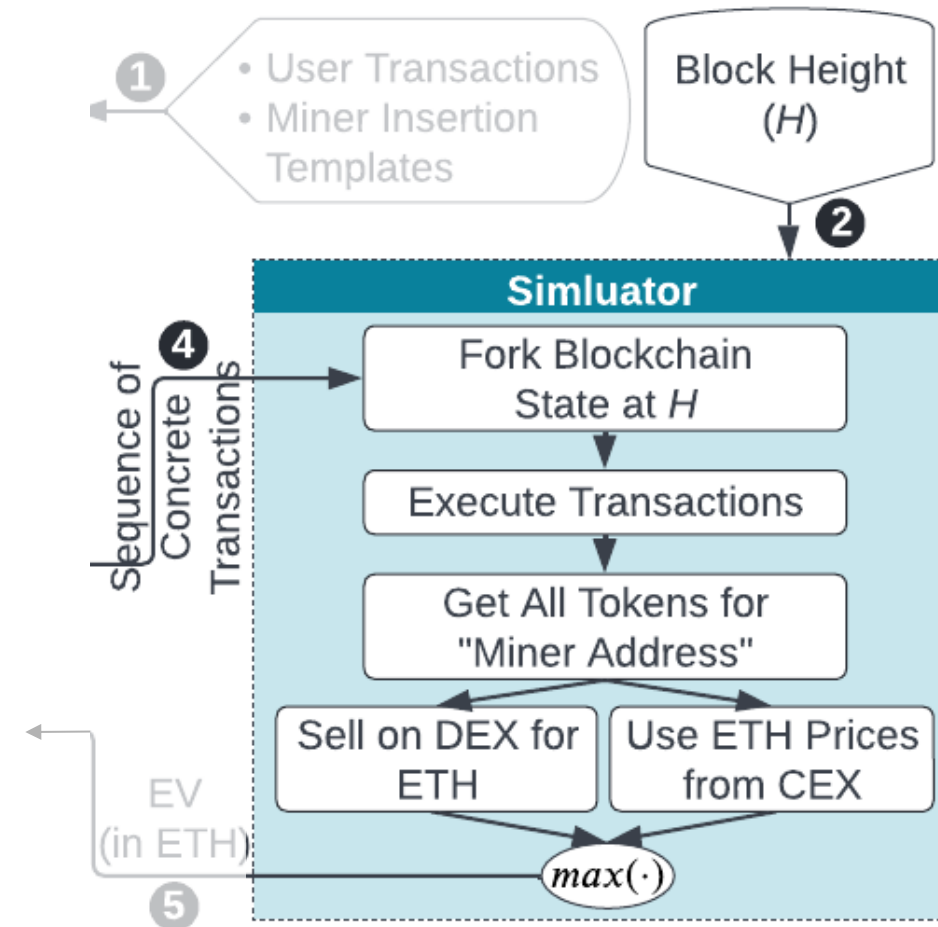 1
• User Transactions
• Miner Insertion
Templates
Block Height
(H)
2
Simluator
4
Sequence of
Concrete
Transactions
Fork Blockchain
State at H
Execute Transactions
Get All Tokens for
"Miner Address"
Sell on DEX for
ETH
Use ETH Prices
from CEX
EV
(in ETH)
max(·)
5